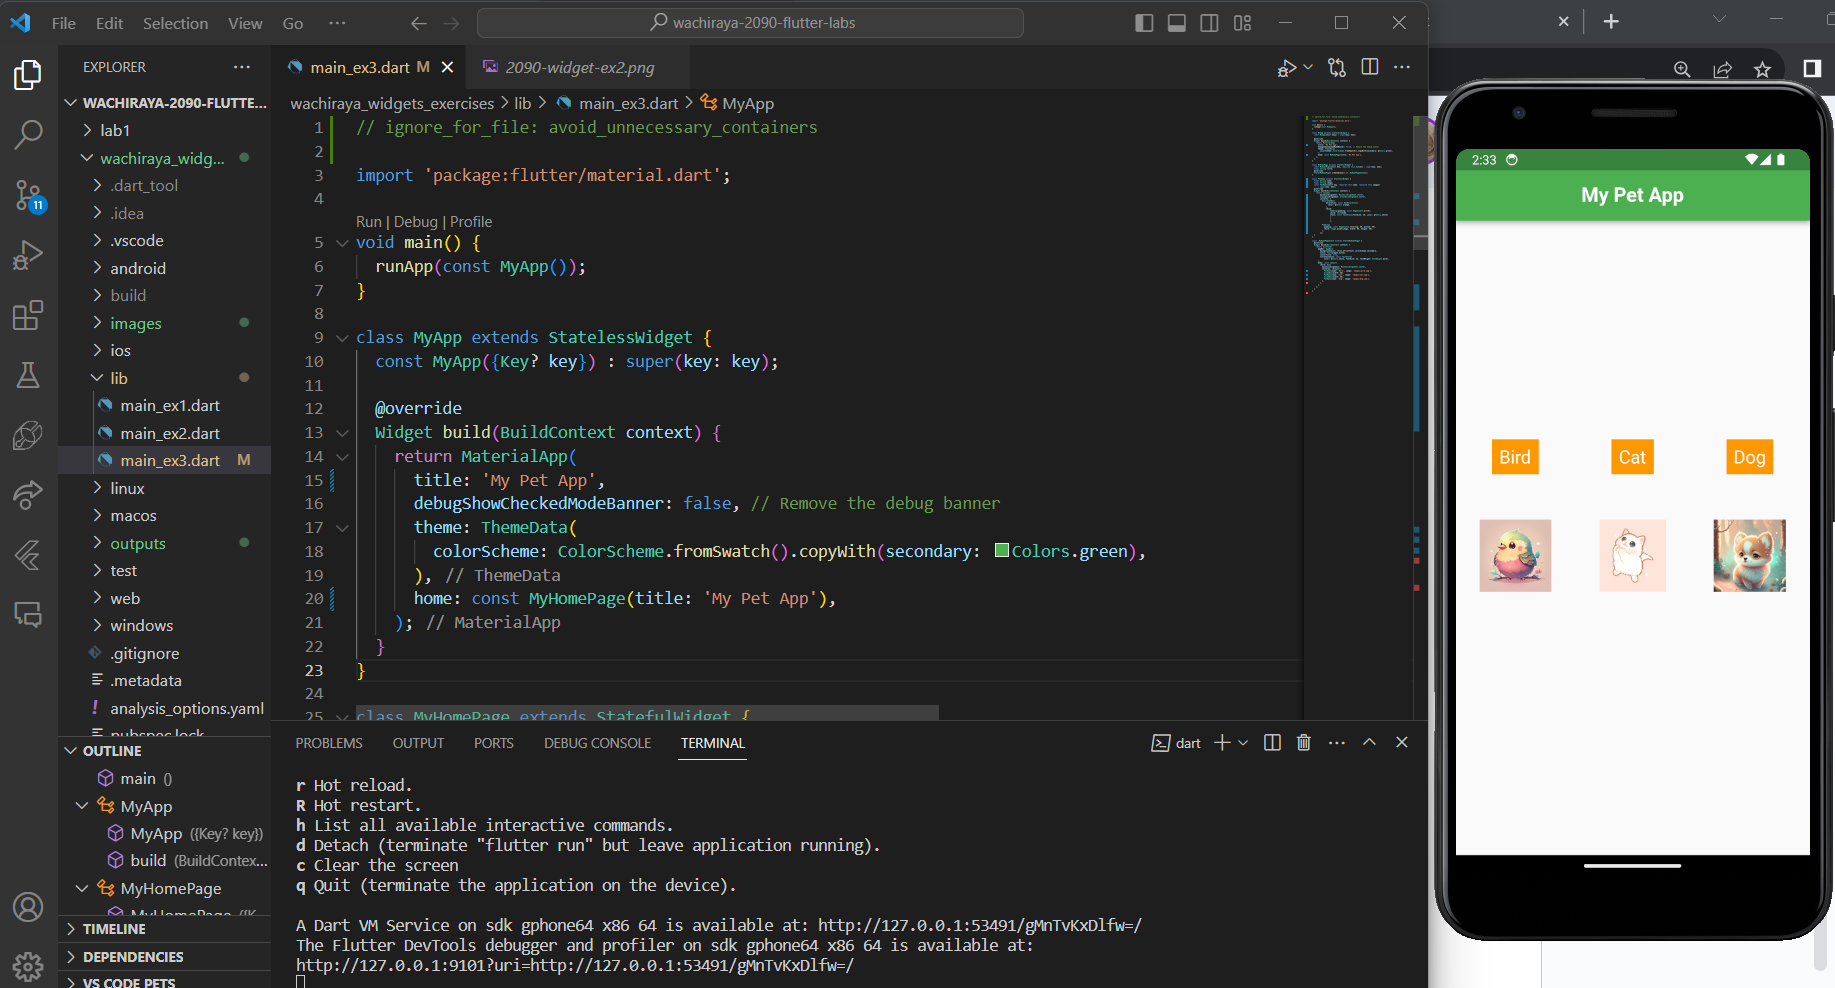 File Edit Selection View Go ···
wachiraya-2090-flutter-labs
EXPLORER
WACHIRAYA-2090-FLUTTE...
lab1
wachiraya_widg...
.dart_tool
.idea
.vscode
android
build
images
ios
lib
main_ex1.dart
main_ex2.dart
main_ex3.dart M
linux
macos
outputs
test
web
windows
.gitignore
.metadata
analysis_options.yaml
pubspec.lock
OUTLINE
main ()
MyApp
MyApp ({Key? key})
build (BuildContex...
MyHomePage
MyHomePage ({K...
TIMELINE
DEPENDENCIES
VS CODE PETS
11
main_ex3.dart M
2090-widget-ex2.png
wachiraya_widgets_exercises > lib > main_ex3.dart > MyApp
1 // ignore_for_file: avoid_unnecessary_containers
2
3 import 'package:flutter/material.dart';
4
Run | Debug | Profile
5 void main() {
6 runApp(const MyApp());
7 }
8
9 class MyApp extends StatelessWidget {
10 const MyApp({Key? key}) : super(key: key);
11
12 @override
13 Widget build(BuildContext context) {
14 return MaterialApp(
15 title: 'My Pet App',
16 debugShowCheckedModeBanner: false, // Remove the debug banner
17 theme: ThemeData(
18 colorScheme: ColorScheme.fromSwatch().copyWith(secondary: Colors.green),
19 ), // ThemeData
20 home: const MyHomePage(title: 'My Pet App'),
21 ); // MaterialApp
22 }
23 }
24
25 class MyHomePage extends StatefulWidget {
PROBLEMS OUTPUT PORTS DEBUG CONSOLE TERMINAL
dart
r Hot reload.
R Hot restart.
h List all available interactive commands.
d Detach (terminate "flutter run" but leave application running).
c Clear the screen
q Quit (terminate the application on the device).
A Dart VM Service on sdk gphone64 x86 64 is available at: http://127.0.0.1:53491/gMnTvKxDlfw=/
The Flutter DevTools debugger and profiler on sdk gphone64 x86 64 is available at:
http://127.0.0.1:9101?uri=http://127.0.0.1:53491/gMnTvKxDlfw=/
2:33
My Pet App
Bird Cat Dog